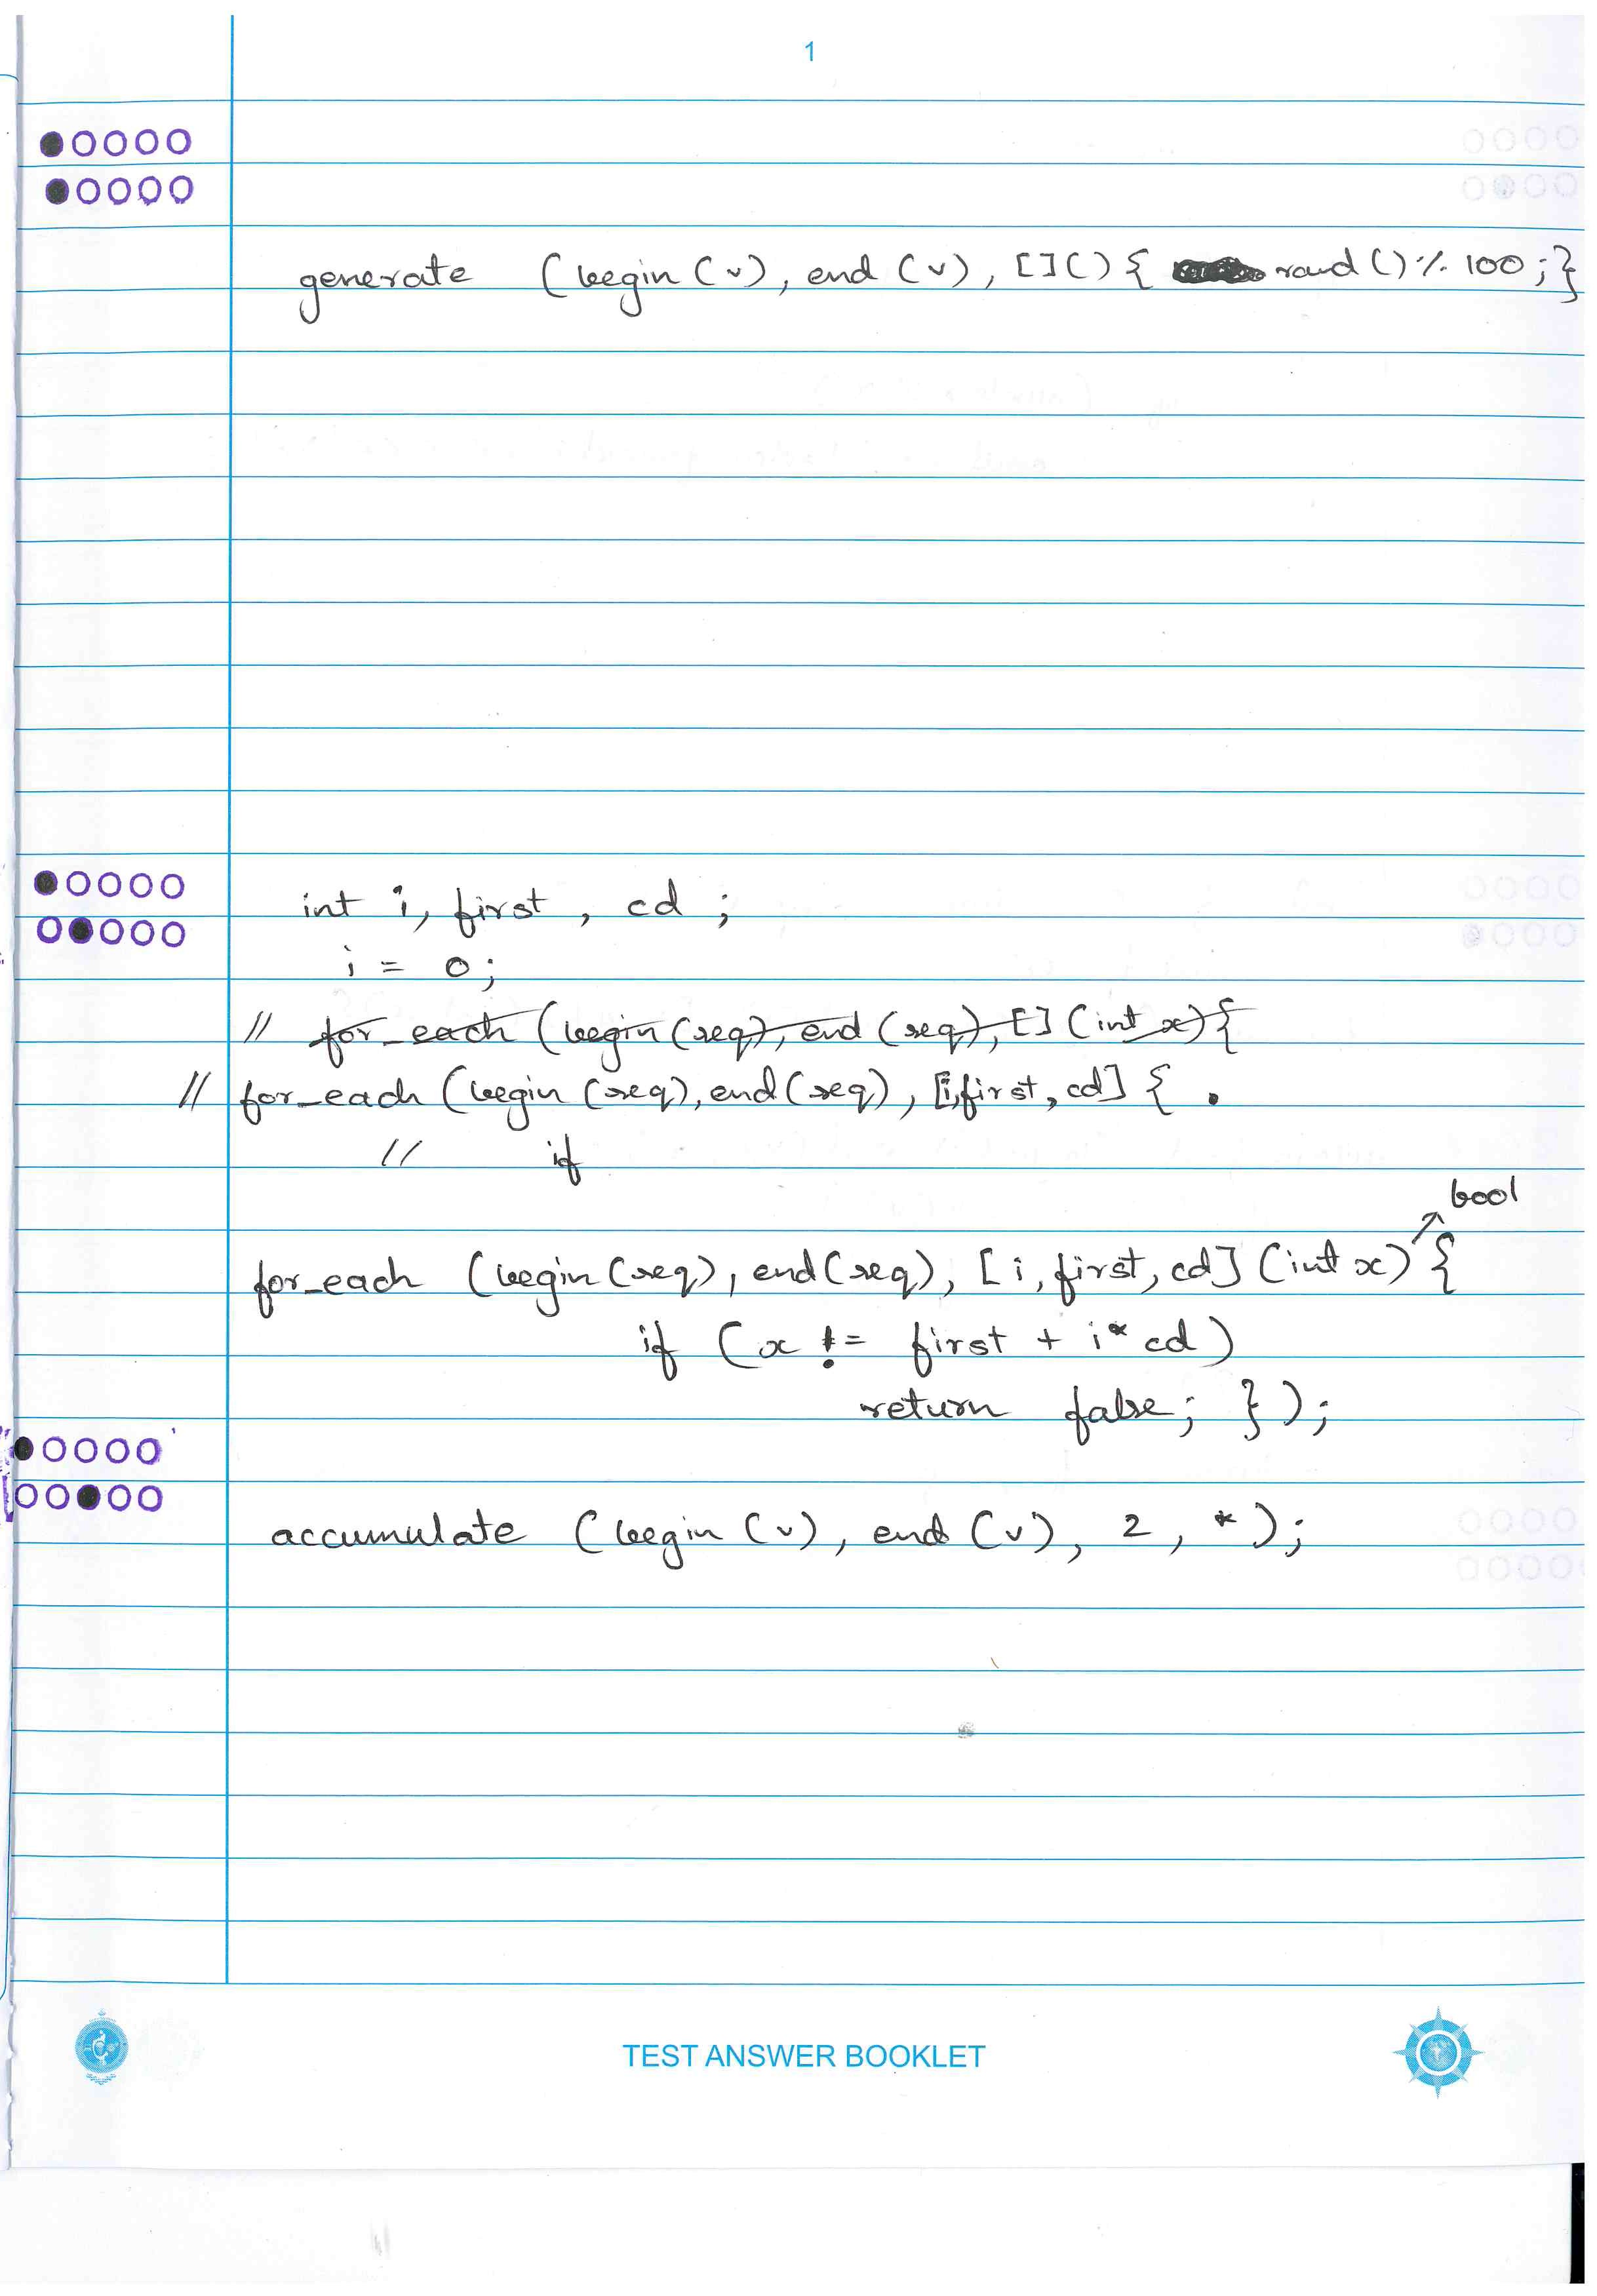 1
generate (begin (v), end (v), [](){ rand () % 100 ; }
int i, first , cd ;
i = 0;
// for_each (begin (seq), end (seq), [] (int x) {
// for_each (begin (seq), end (seq), [i,first, cd] { .
// if
bool
for_each (begin (seq), end (seq), [ i, first, cd] (int x) {
if ( x != first + i * cd )
return false; } );
accumulate (begin (v), end (v), 2 , * );
TEST ANSWER BOOKLET